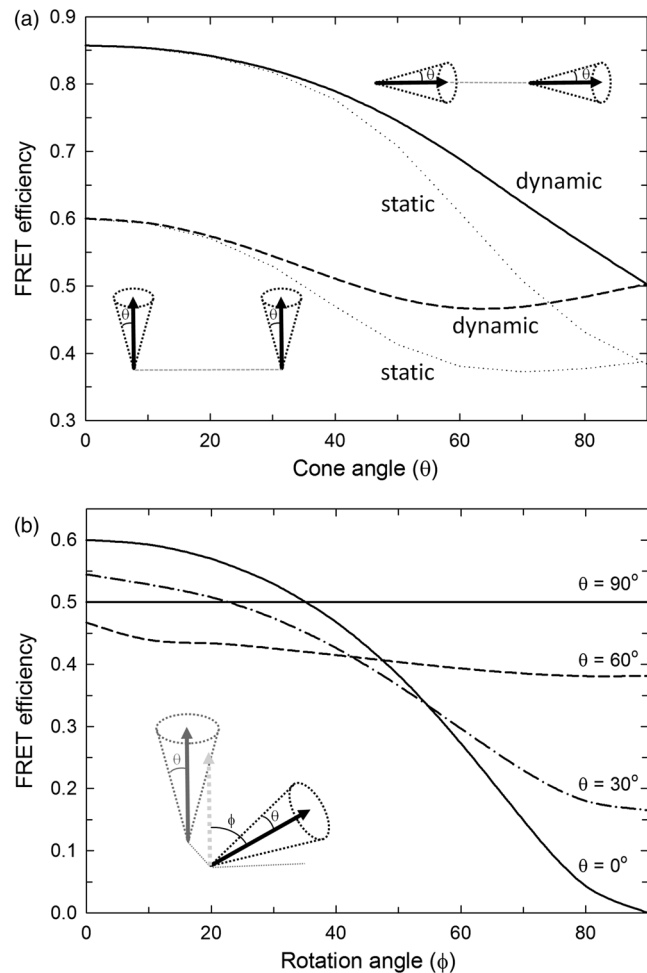 (a)
0.9
0.8
0.7
0.6
0.5
0.4
0.3
FRET efficiency
θ
θ
dynamic
static
θ
θ
dynamic
static
0
20
40
60
80
Cone angle (θ)
(b)
0.6
0.5
0.4
0.3
0.2
0.1
0.0
FRET efficiency
θ = 90°
θ = 60°
θ = 30°
θ = 0°
θ
ϕ
θ
0
20
40
60
80
Rotation angle (ϕ)